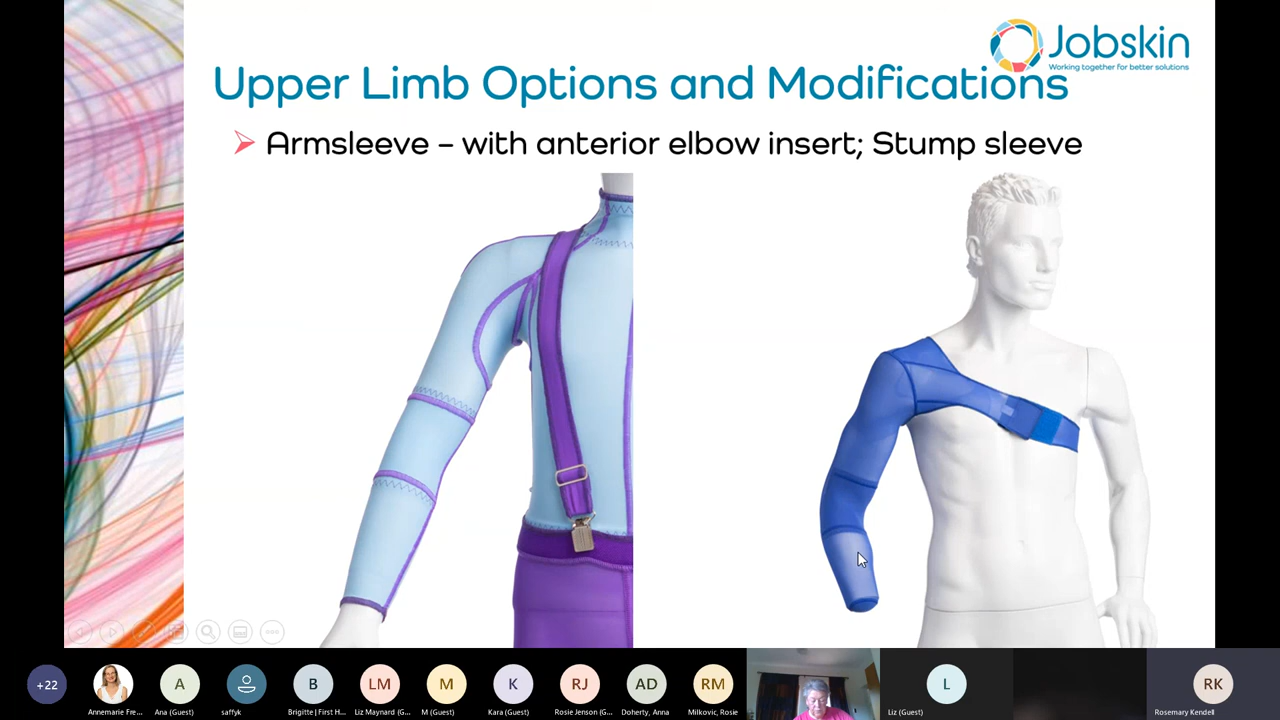 Jobskin
Working together for better solutions
Upper Limb Options and Modifications
Armsleeve – with anterior elbow insert; Stump sleeve
+22
A
B
LM
M
K
RJ
AD
RM
L
RK
Annemarie Fre...
Ana (Guest)
saffyk
Brigitte | First H...
Liz Maynard (G...
M (Guest)
Kara (Guest)
Rosie Jenson (G...
Doherty, Anna
Milkovic, Rosie
Liz (Guest)
Rosemary Kendell